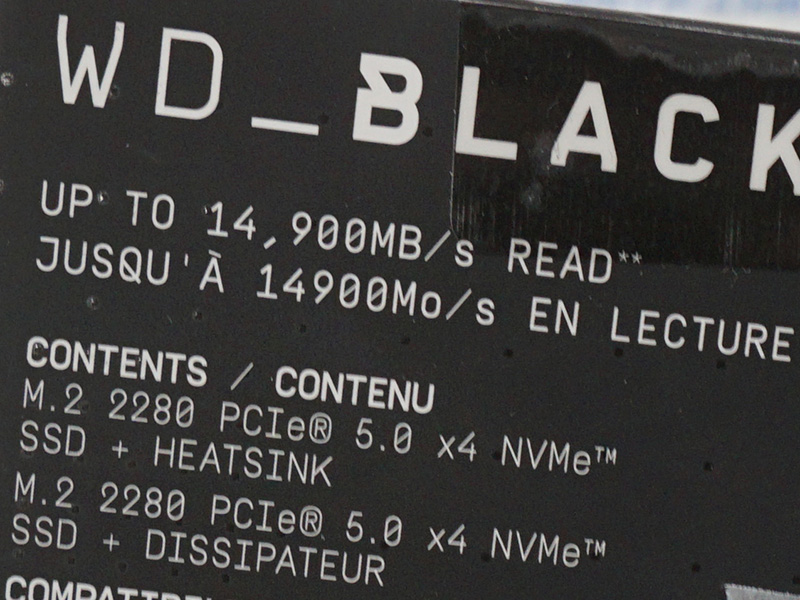 WD_BLACK
UP TO 14,900MB/s READ**
JUSQU'À 14900Mo/s EN LECTURE
CONTENTS / CONTENU
M.2 2280 PCIe® 5.0 x4 NVMe™
SSD + HEATSINK
M.2 2280 PCIe® 5.0 x4 NVMe™
SSD + DISSIPATEUR